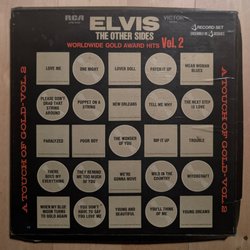 RCA
VICTOR
ELVIS
THE OTHER SIDES
WORLDWIDE GOLD AWARD HITS Vol. 2
4 RECORD SET
LOVE ME
ONE NIGHT
LOVER DOLL
PATCH IT UP
MEAN WOMAN BLUES
PLEASE DON'T DRAG THAT STRING AROUND
PUPPET ON A STRING
NEW ORLEANS
TELL ME WHY
THE NEXT STEP IS LOVE
PARALYZED
POOR BOY
THE WONDER OF YOU
RIP IT UP
TROUBLE
THERE GOES MY EVERYTHING
THEY REMIND ME TOO MUCH OF YOU
WE'RE GONNA MOVE
WILD IN THE COUNTRY
WITCHCRAFT
WHEN MY BLUE MOON TURNS TO GOLD AGAIN
YOU DON'T HAVE TO SAY YOU LOVE ME
YOUNG AND BEAUTIFUL
YOU'LL THINK OF ME
YOUNG DREAMS
A TOUCH OF GOLD-VOL. 2
A TOUCH OF GOLD-VOL. 2